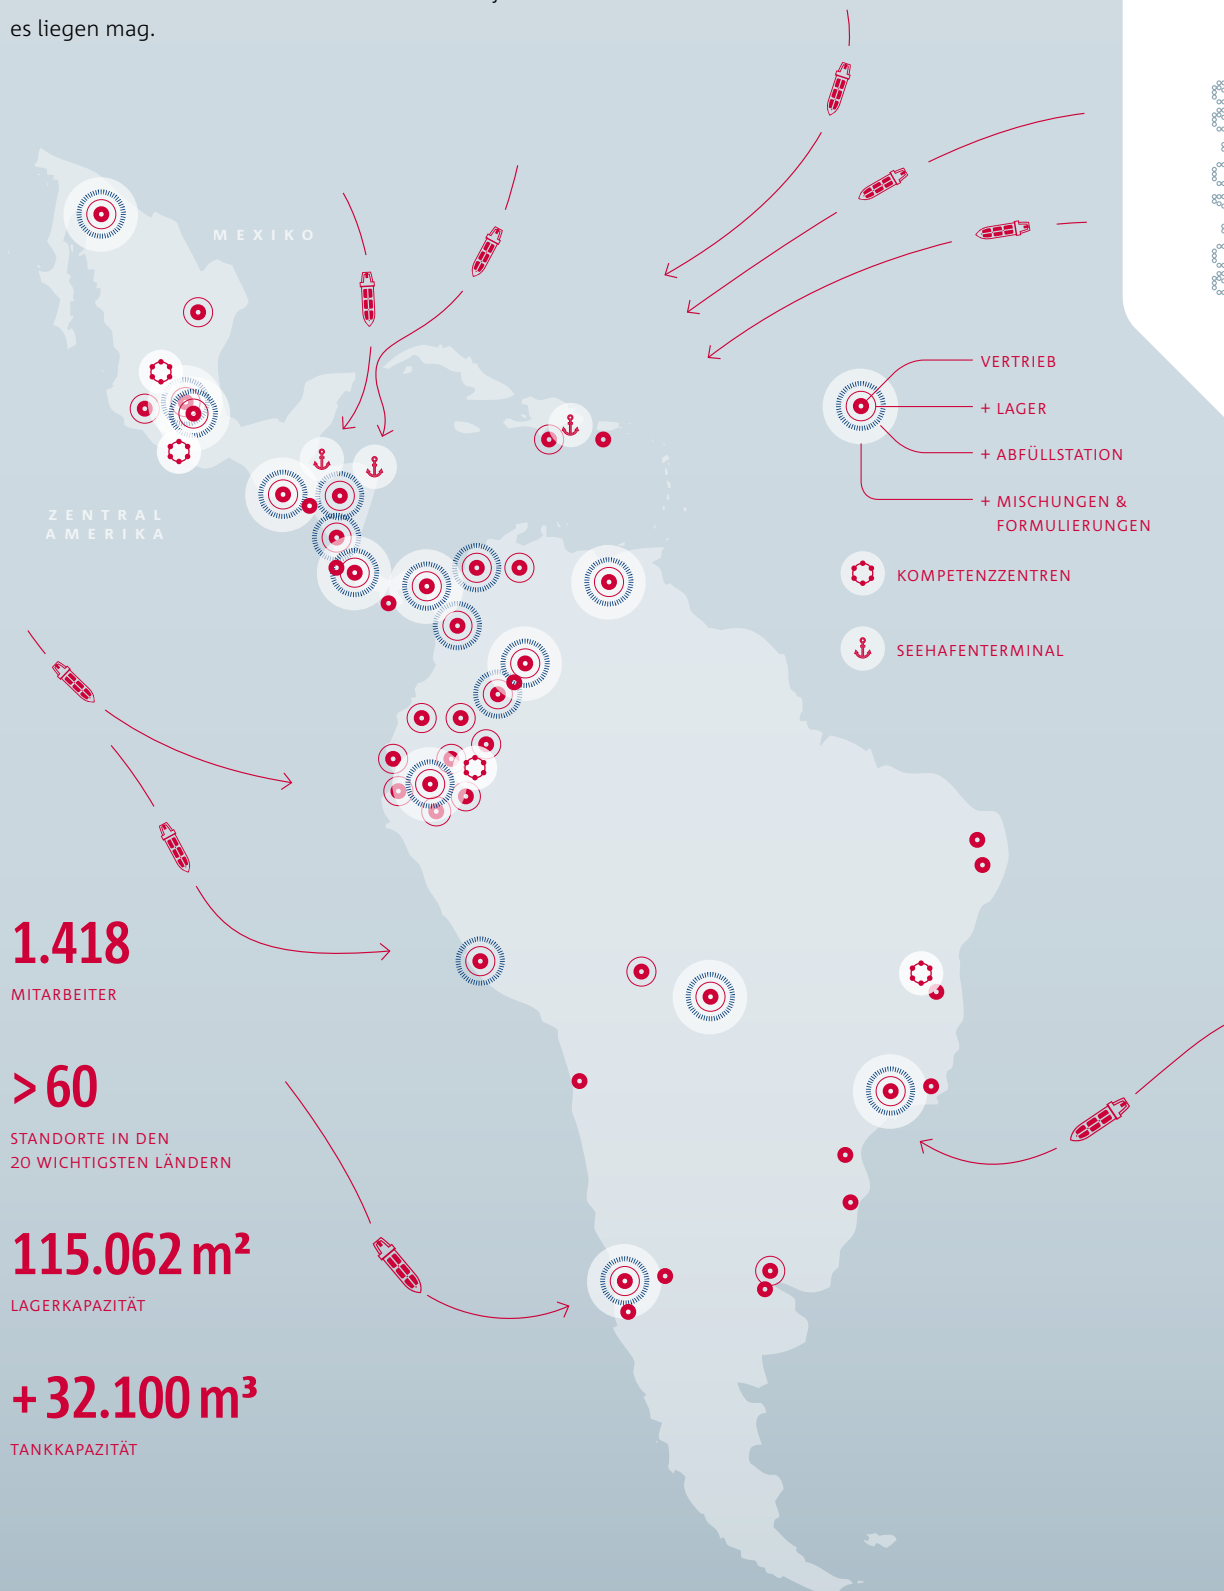 es liegen mag.
MEXIKO
VERTRIEB
+ LAGER
+ ABFÜLLSTATION
+ MISCHUNGEN &
FORMULIERUNGEN
ZENTRAL
AMERIKA
KOMPETENZZENTREN
SEEHAFENTERMINAL
1.418
MITARBEITER
> 60
STANDORTE IN DEN
20 WICHTIGSTEN LÄNDERN
115.062 m²
LAGERKAPAZITÄT
+ 32.100 m³
TANKKAPAZITÄT